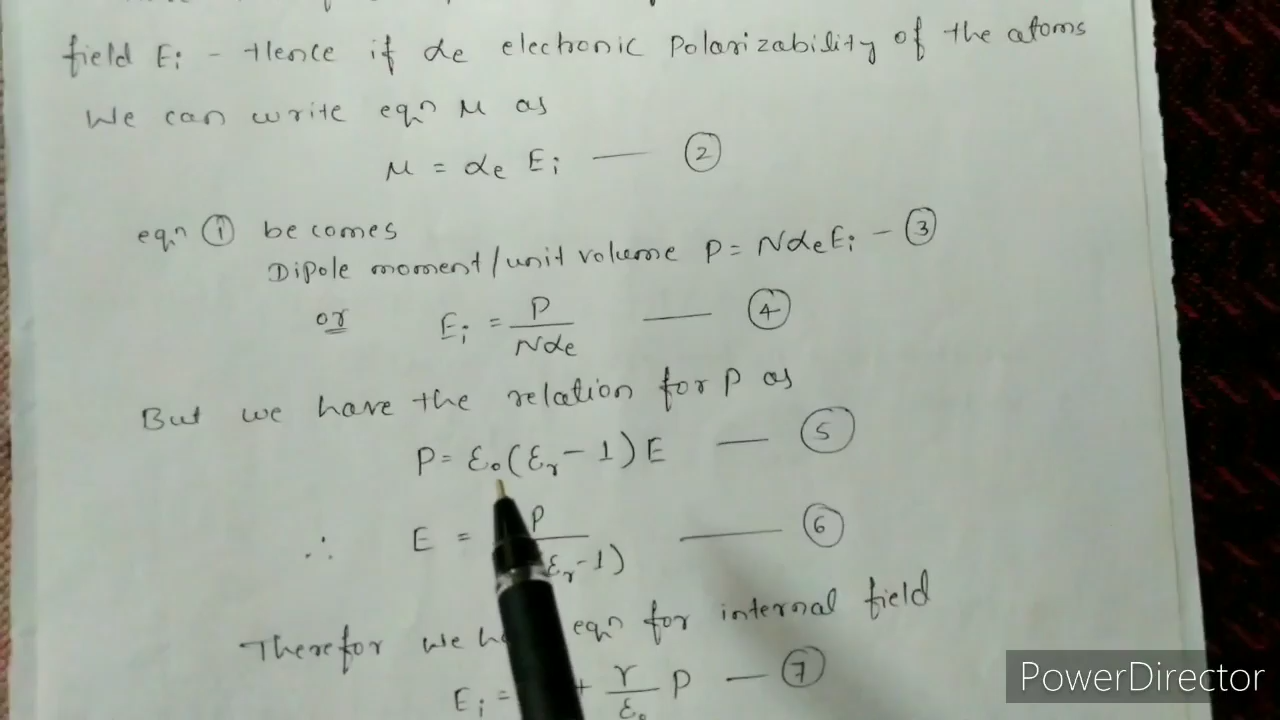 field Ei - Hence if αe electronic Polarizability of the atoms
We can write eqn μ as
μ = αe Ei — ②
eqn ① becomes
Dipole moment/unit volume P = NαeEi - ③
or Ei = P / Nαe — ④
But we have the relation for P as
P = ε₀(εr - 1) E — ⑤
∴ E = P / εr - 1) — ⑥
Therefor we eqn for internal field
Ei = + γ / ε₀ P — ⑦
PowerDirector